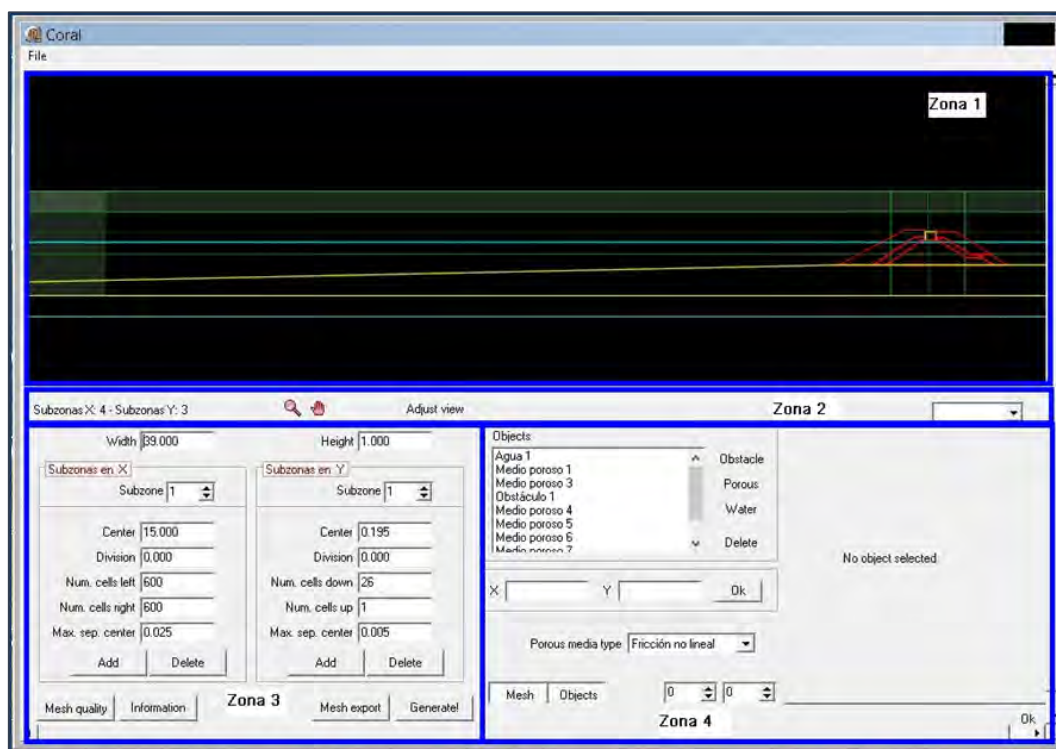 Coral
File
Zona 1
Subzonas X: 4 - Subzonas Y: 3
Adjust view
Zona 2
Width 39.000
Height 1.000
Subzonas en X
Subzone 1
Center 15.000
Division 0.000
Num. cells left 600
Num. cells right 600
Max. sep. center 0.025
Add
Delete
Subzonas en Y
Subzone 1
Center 0.195
Division 0.000
Num. cells down 26
Num. cells up 1
Max. sep. center 0.005
Add
Delete
Mesh quality
Information
Zona 3
Mesh export
Generate!
Objects
Agua 1
Medio poroso 1
Medio poroso 3
Obstáculo 1
Medio poroso 4
Medio poroso 5
Medio poroso 6
Medio poroso 7
Obstacle
Porous
Water
Delete
X
Y
Ok
Porous media type Fricción no lineal
Mesh
Objects
0
0
Zona 4
No object selected
Ok